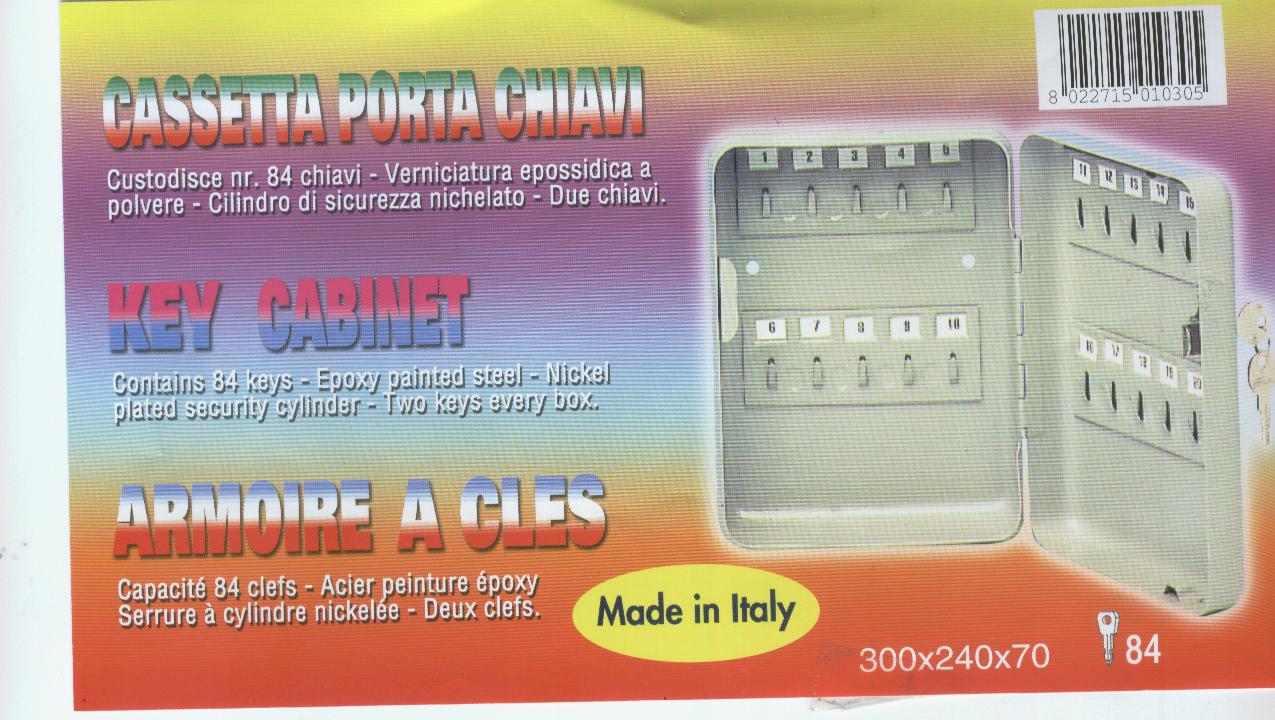 8 022715 010305
CASSETTA PORTA CHIAVI
Custodisce nr. 84 chiavi - Verniciatura epossidica a
polvere - Cilindro di sicurezza nichelato - Due chiavi.
KEY CABINET
Contains 84 keys - Epoxy painted steel - Nickel
plated security cylinder - Two keys every box.
ARMOIRE A CLES
Capacité 84 clefs - Acier peinture époxy
Serrure à cylindre nickelée - Deux clefs.
Made in Italy
300x240x70
84
1 2 3 4 5
6 7 8 9 10
11 12 13 14 15
16 17 18 19 20